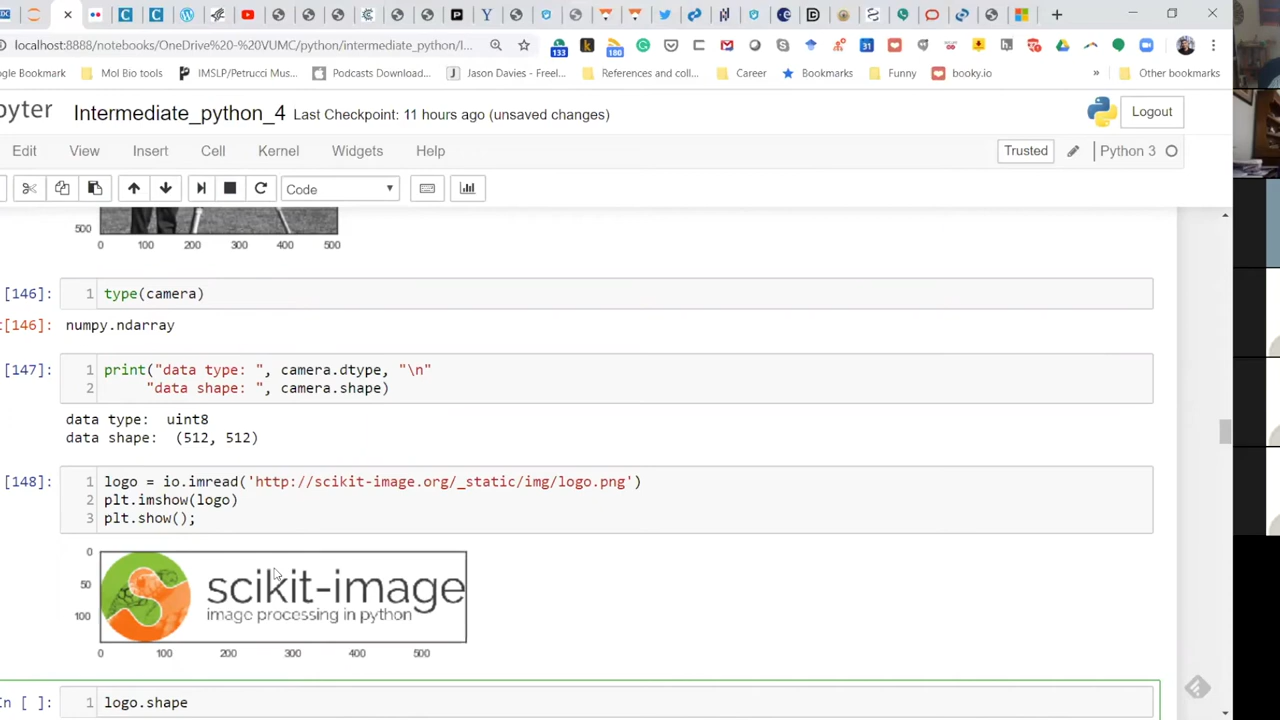 localhost:8888/notebooks/OneDrive%20-%20VUMC/python/intermediate_python/I...
133
180
31
ogle Bookmark
Mol Bio tools
IMSLP/Petrucci Mus...
Podcasts Download...
Jason Davies - Freel...
References and coll...
Career
Bookmarks
Funny
booky.io
»
Other bookmarks
pyter
Intermediate_python_4
Last Checkpoint: 11 hours ago (unsaved changes)
Logout
Edit
View
Insert
Cell
Kernel
Widgets
Help
Trusted
Python 3
Code
500
0 100 200 300 400 500
[146]:
1 type(camera)
t[146]: numpy.ndarray
[147]:
1 print("data type: ", camera.dtype, "\n"
2 "data shape: ", camera.shape)
data type: uint8
data shape: (512, 512)
[148]:
1 logo = io.imread('http://scikit-image.org/_static/img/logo.png')
2 plt.imshow(logo)
3 plt.show();
0
50
100
scikit-image
image processing in python
0 100 200 300 400 500
n [ ]:
1 logo.shape